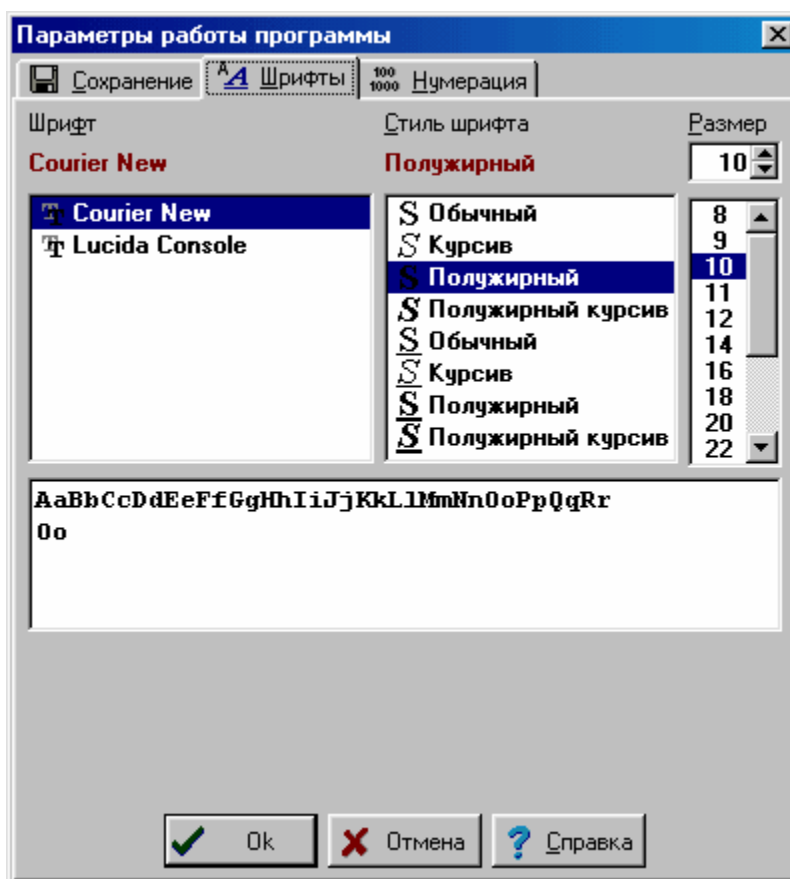 Параметры работы программы
Сохранение
Шрифты
100 1000 Нумерация
Шрифт
Стиль шрифта
Размер
Courier New
Полужирный
10
Courier New
Lucida Console
Обычный
Курсив
Полужирный
Полужирный курсив
Обычный
Курсив
Полужирный
Полужирный курсив
8
9
10
11
12
14
16
18
20
22
AaBbCcDdEeFfGgHhIiJjKkLlMmNnOoPpQqRr
Oo
Ok
Отмена
Справка